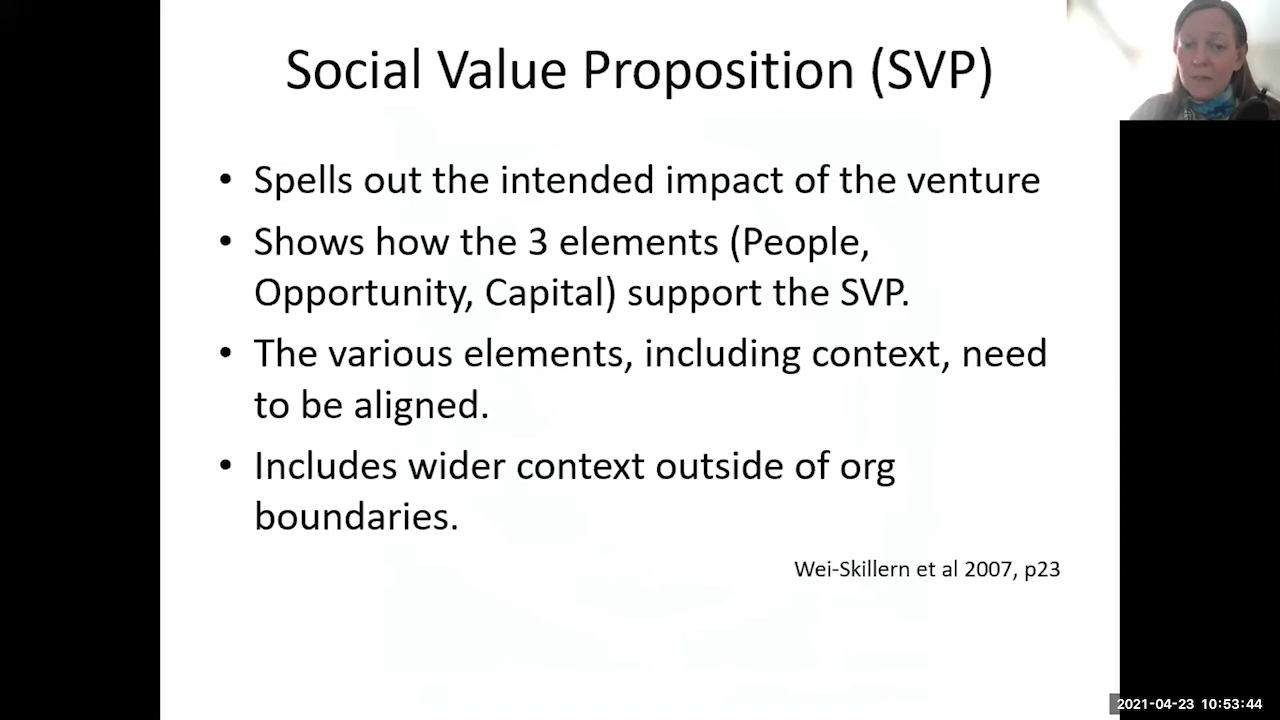 Social Value Proposition (SVP)
• Spells out the intended impact of the venture
• Shows how the 3 elements (People,
Opportunity, Capital) support the SVP.
• The various elements, including context, need
to be aligned.
• Includes wider context outside of org
boundaries.
Wei-Skillern et al 2007, p23
2021-04-23 10:53:44